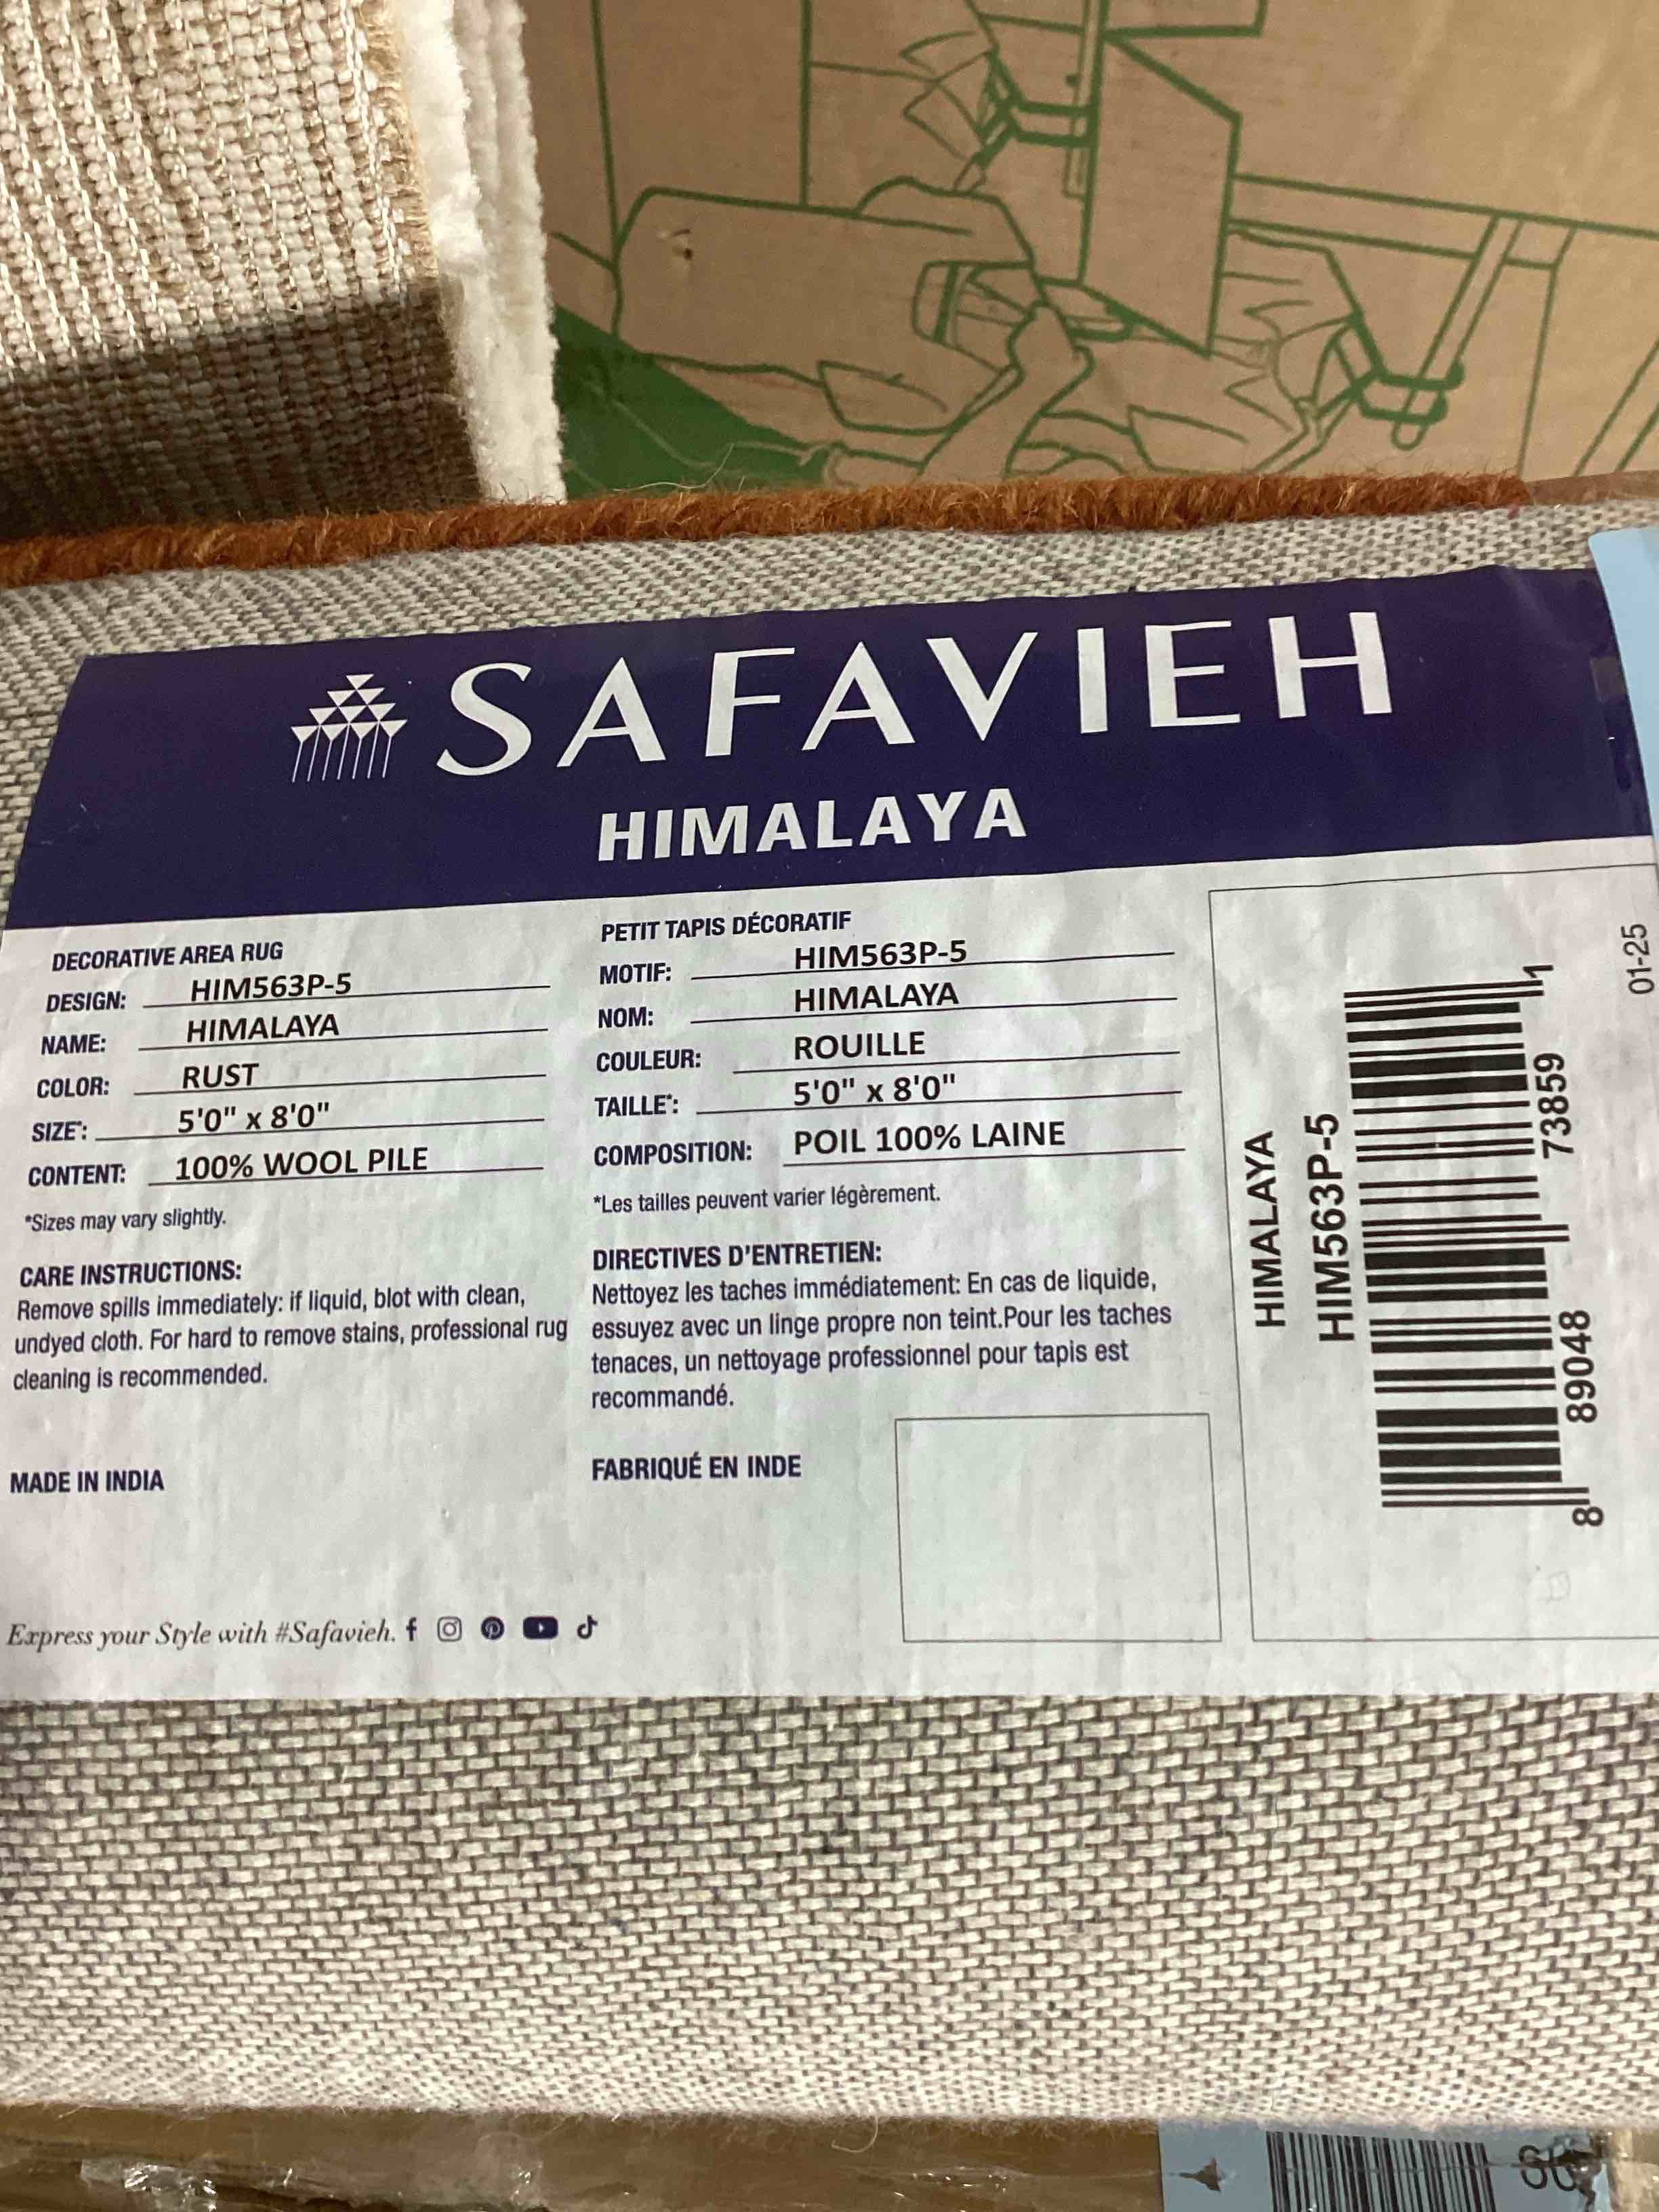 SAFAVIEH
HIMALAYA
DECORATIVE AREA RUG
DESIGN: HIM563P-5
NAME: HIMALAYA
COLOR: RUST
SIZE*: 5'0" x 8'0"
CONTENT: 100% WOOL PILE
*Sizes may vary slightly.
CARE INSTRUCTIONS:
Remove spills immediately: if liquid, blot with clean,
undyed cloth. For hard to remove stains, professional rug
cleaning is recommended.
MADE IN INDIA
Express your Style with #Safavieh.
PETIT TAPIS DÉCORATIF
MOTIF: HIM563P-5
NOM: HIMALAYA
COULEUR: ROUILLE
TAILLE*: 5'0" x 8'0"
COMPOSITION: POIL 100% LAINE
*Les tailles peuvent varier légèrement.
DIRECTIVES D'ENTRETIEN:
Nettoyez les taches immédiatement: En cas de liquide,
essuyez avec un linge propre non teint.Pour les taches
tenaces, un nettoyage professionnel pour tapis est
recommandé.
FABRIQUÉ EN INDE
HIMALAYA
HIM563P-5
8 89048 73859 1
01-25